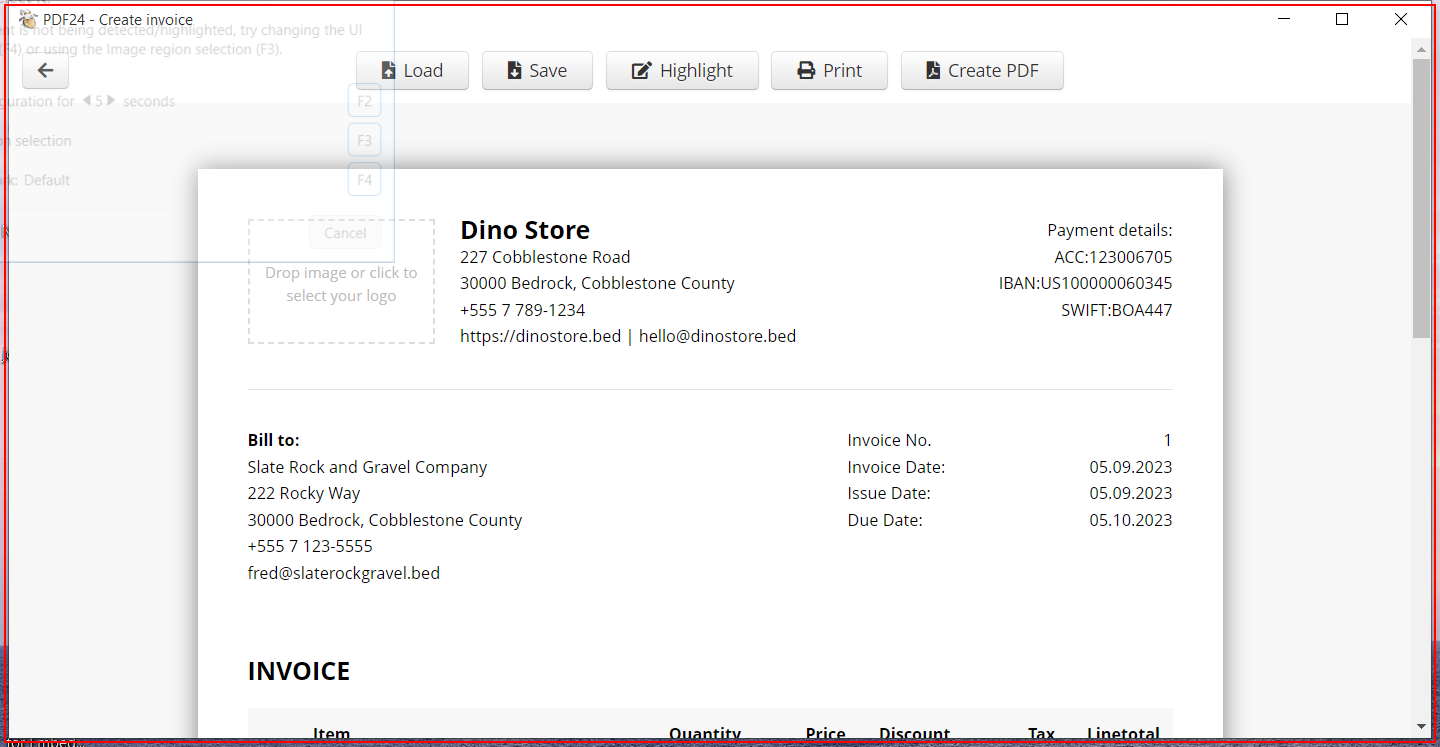 PDF24 - Create invoice
ent is not being detected/highlighted, try changing the UI
(F4) or using the Image region selection (F3).
Load Save Highlight Print Create PDF
guration for 5 seconds F2
on selection F3
Default F4
Cancel
Drop image or click to
select your logo
Dino Store
227 Cobblestone Road
30000 Bedrock, Cobblestone County
+555 7 789-1234
https://dinostore.bed | hello@dinostore.bed
Payment details:
ACC:123006705
IBAN:US100000060345
SWIFT:BOA447
Bill to:
Slate Rock and Gravel Company
222 Rocky Way
30000 Bedrock, Cobblestone County
+555 7 123-5555
fred@slaterockgravel.bed
Invoice No. 1
Invoice Date: 05.09.2023
Issue Date: 05.09.2023
Due Date: 05.10.2023
INVOICE
Item Quantity Price Discount Tax Linetotal